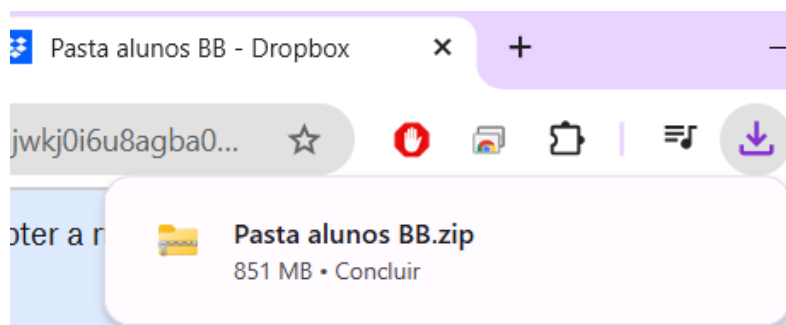 Pasta alunos BB - Dropbox
jwkj0i6u8agba0...
oter a r
Pasta alunos BB.zip
851 MB • Concluir